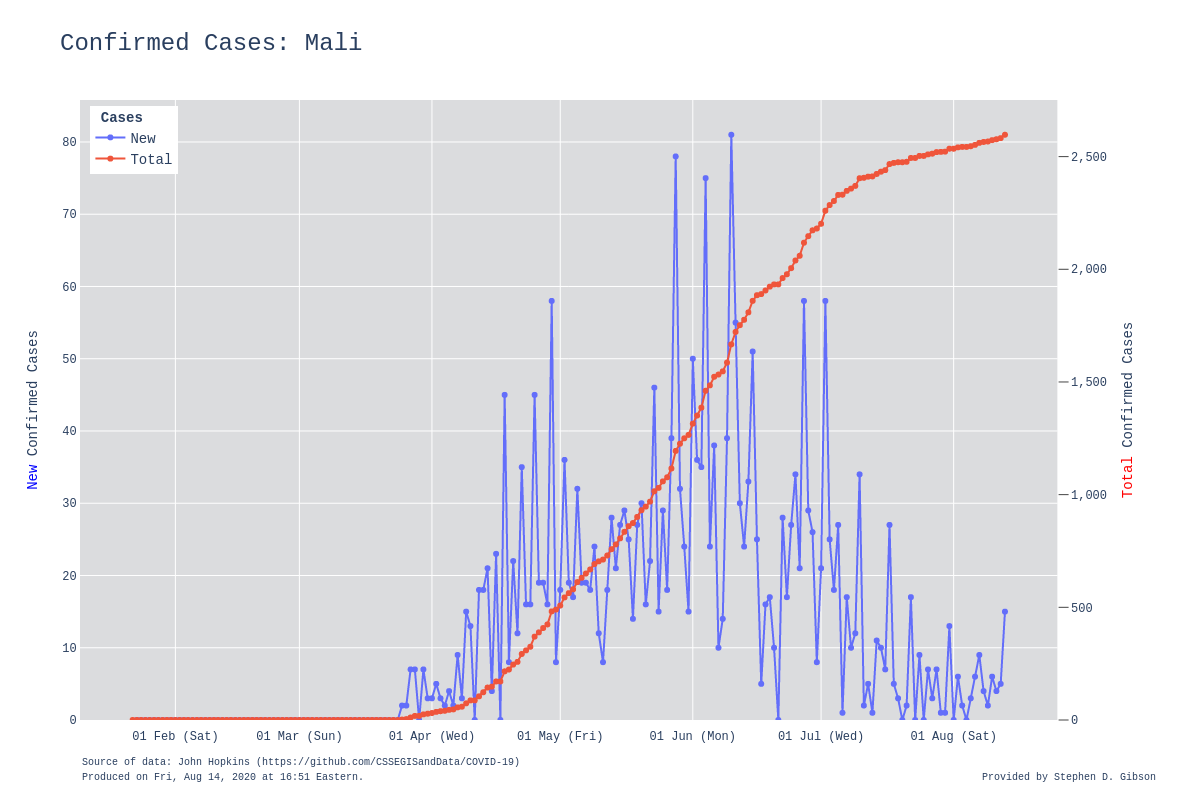 Confirmed Cases: Mali
Cases
New
Total
80
70
60
50
40
30
20
10
0
2,500
2,000
1,500
1,000
500
0
New Confirmed Cases
Total Confirmed Cases
01 Feb (Sat)
01 Mar (Sun)
01 Apr (Wed)
01 May (Fri)
01 Jun (Mon)
01 Jul (Wed)
01 Aug (Sat)
Source of data: John Hopkins (https://github.com/CSSEGISandData/COVID-19)
Produced on Fri, Aug 14, 2020 at 16:51 Eastern.
Provided by Stephen D. Gibson